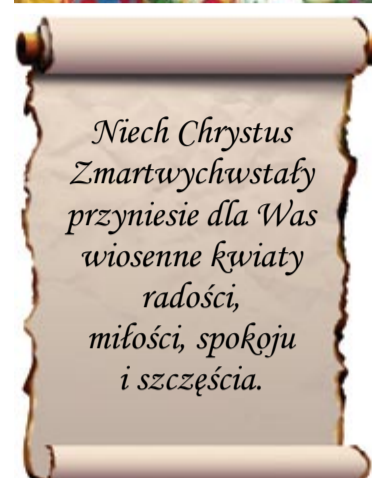 Niech Chrystus
Zmartwychwstały
przyniesie dla Was
wiosenne kwiaty
radości,
miłości, spokoju
i szczęścia.